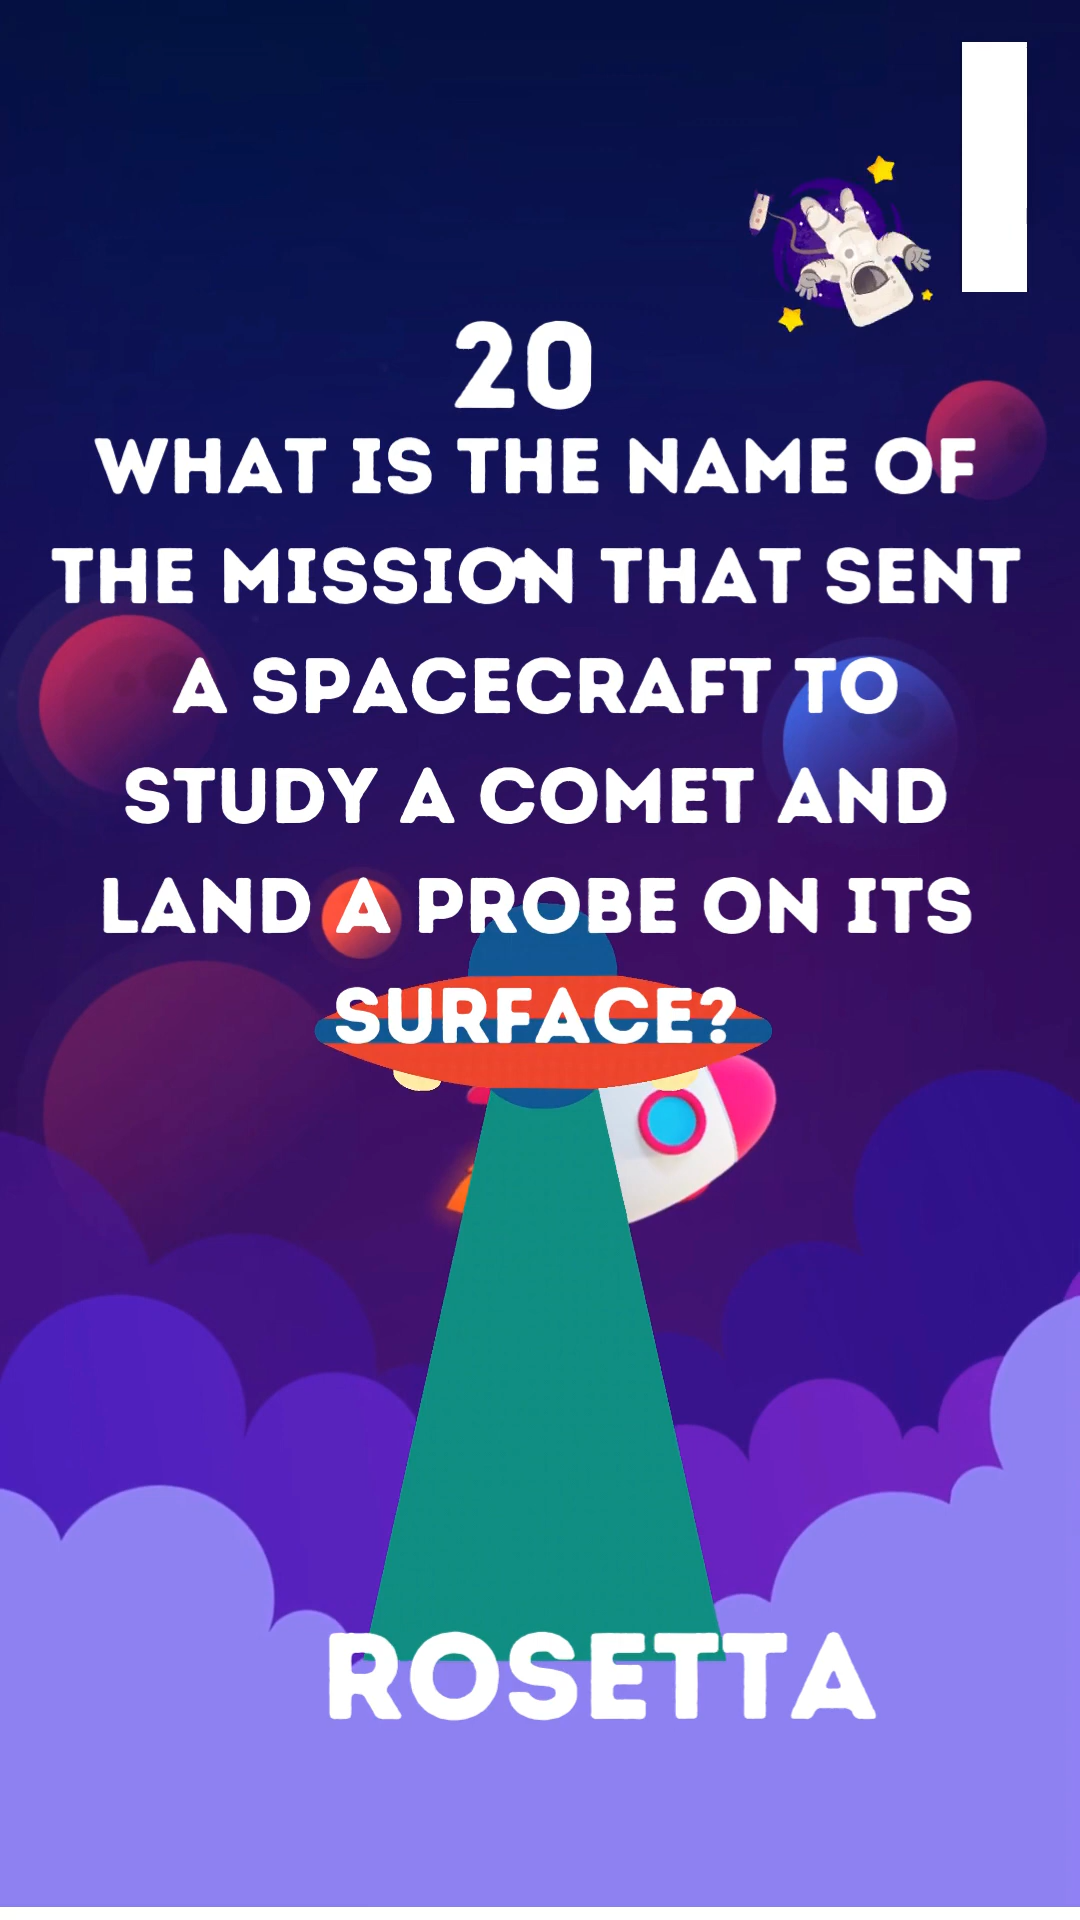 20
WHAT IS THE NAME OF
THE MISSION THAT SENT
A SPACECRAFT TO
STUDY A COMET AND
LAND A PROBE ON ITS
SURFACE?
ROSETTA